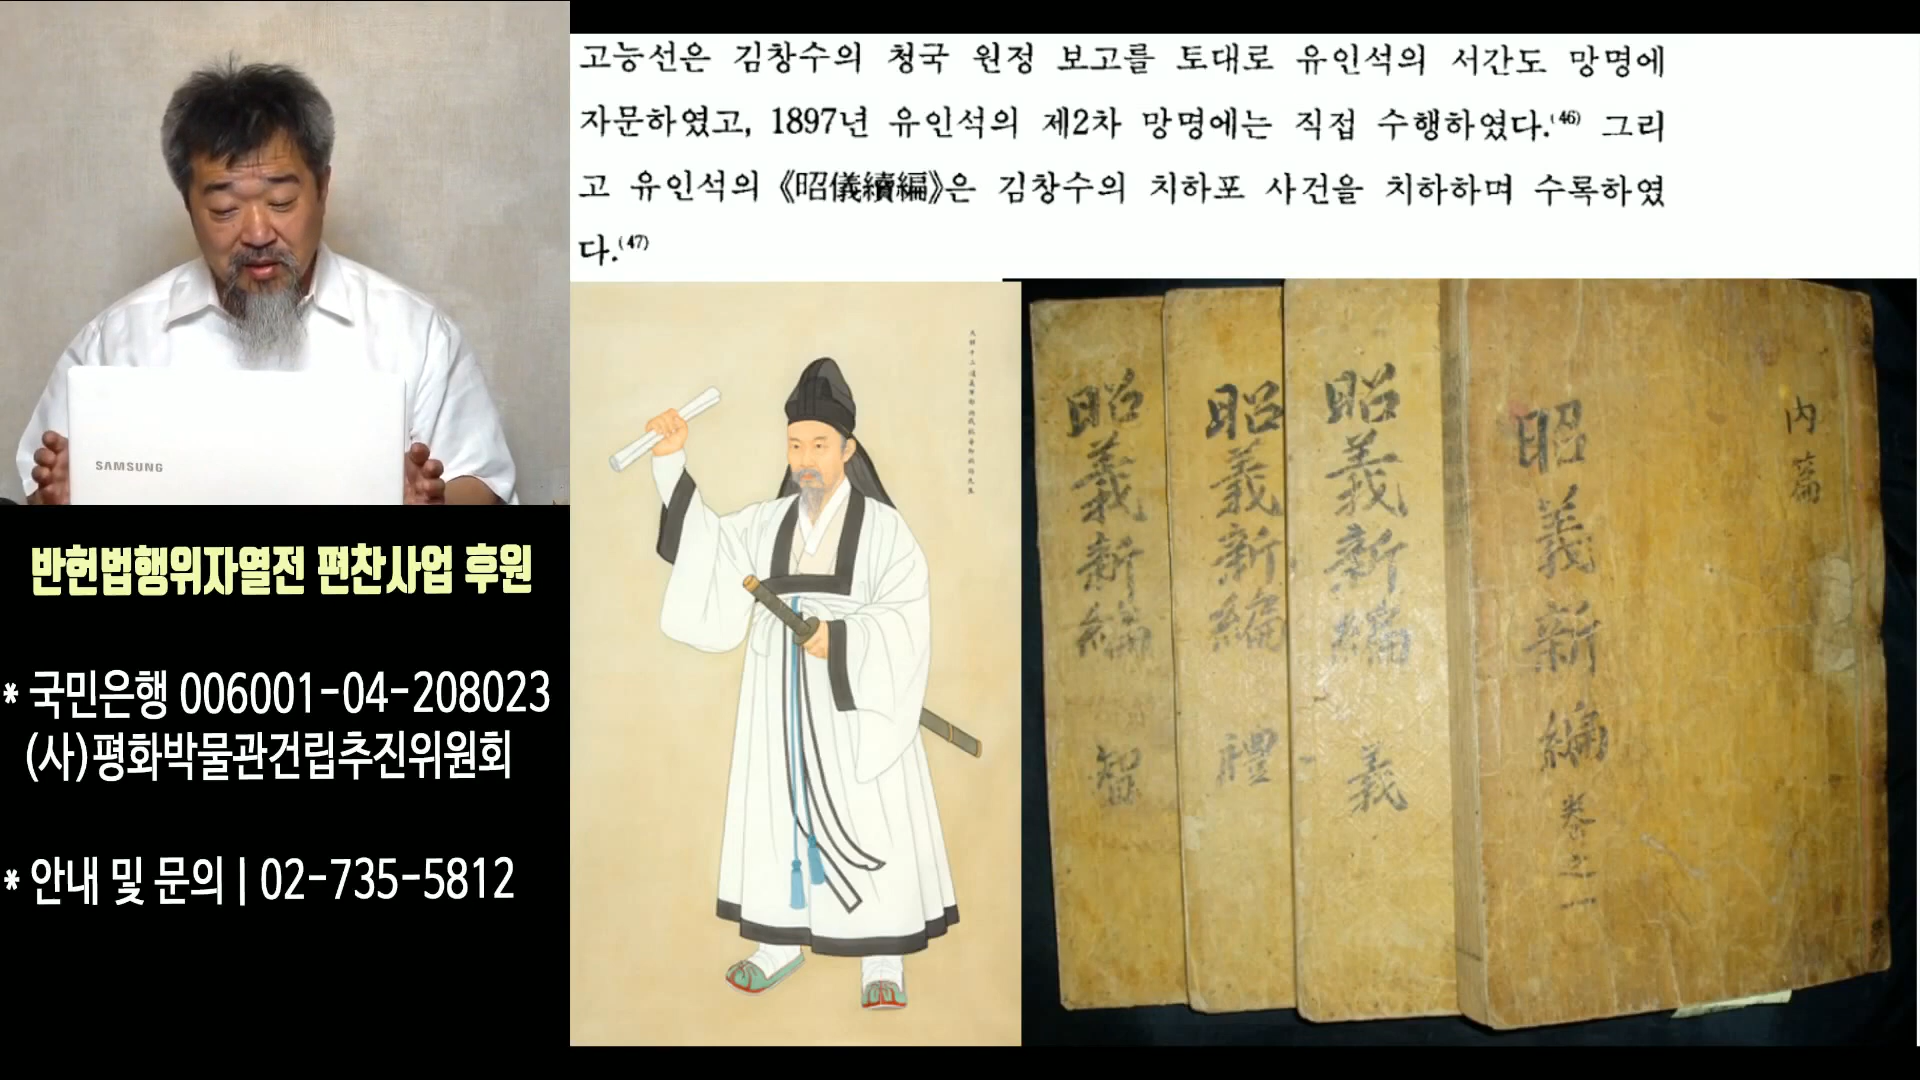 고능선은 김창수의 청국 원정 보고를 토대로 유인석의 서간도 망명에
자문하였고, 1897년 유인석의 제2차 망명에는 직접 수행하였다.(46) 그리
고 유인석의 《昭儀續編》은 김창수의 치하포 사건을 치하하며 수록하였
다.(47)
SAMSUNG
반헌법행위자열전 편찬사업 후원
* 국민은행 006001-04-208023
(사)평화박물관건립추진위원회
* 안내 및 문의 | 02-735-5812
昭義新編 智
昭義新編 禮
昭義新編 義
昭義新編 卷之一
內篇